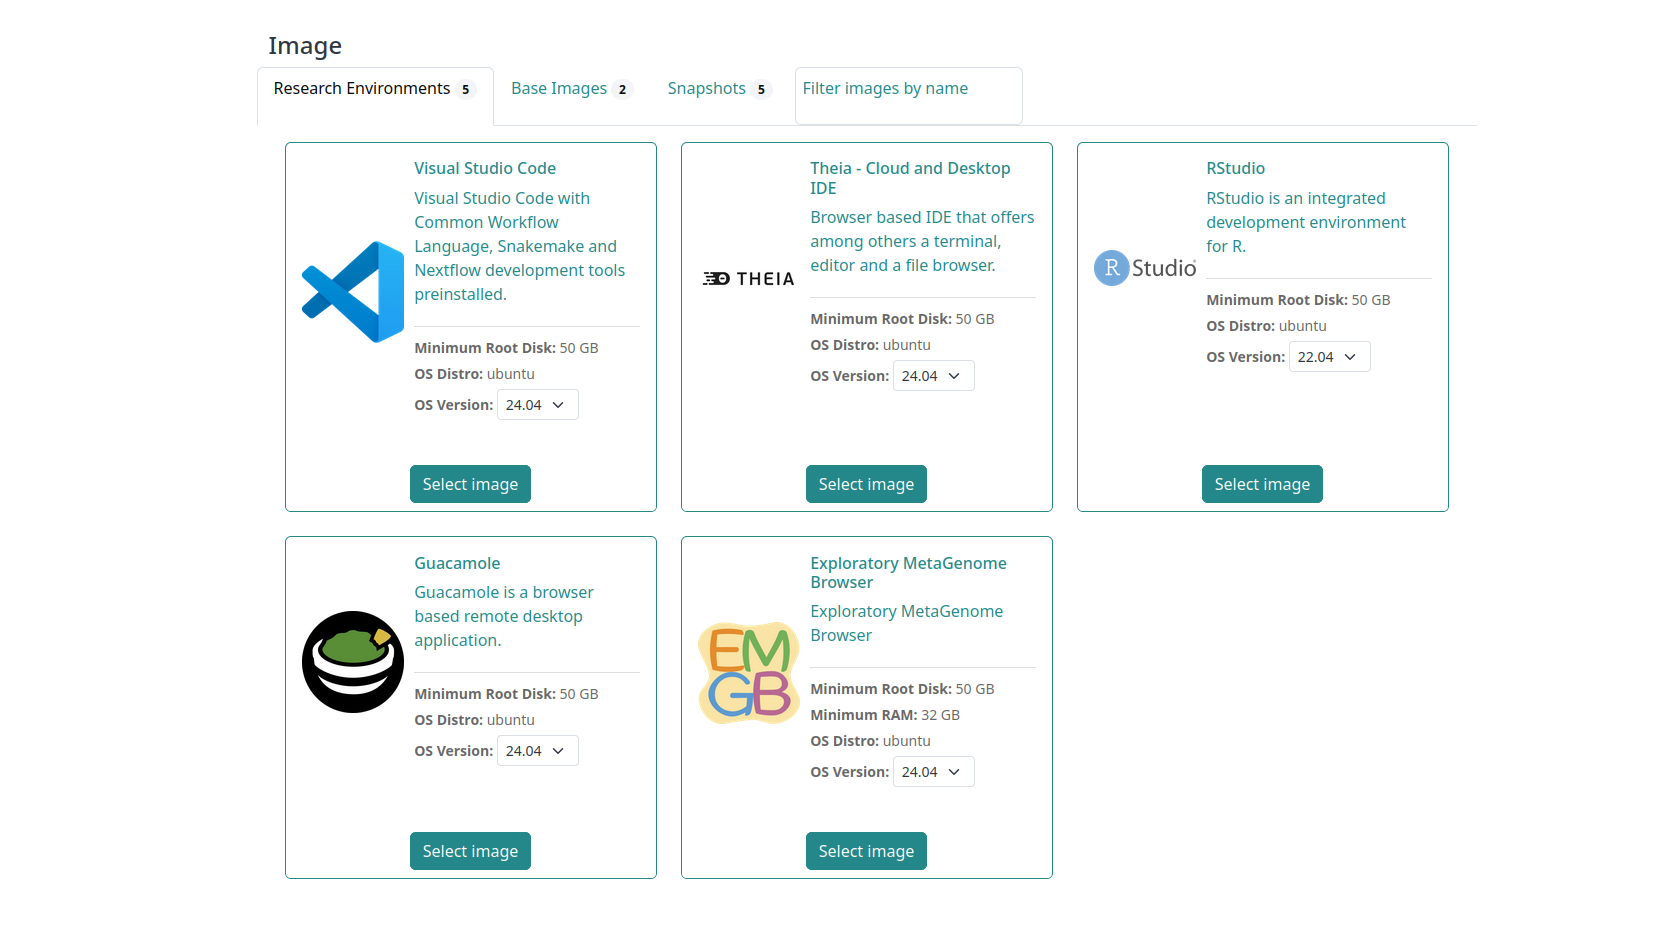 Image
Research Environments 5
Base Images 2
Snapshots 5
Filter images by name
Visual Studio Code
Visual Studio Code with
Common Workflow
Language, Snakemake and
Nextflow development tools
preinstalled.
Minimum Root Disk: 50 GB
OS Distro: ubuntu
OS Version: 24.04
Select image
THEIA
Theia - Cloud and Desktop
IDE
Browser based IDE that offers
among others a terminal,
editor and a file browser.
Minimum Root Disk: 50 GB
OS Distro: ubuntu
OS Version: 24.04
Select image
R Studio
RStudio
RStudio is an integrated
development environment
for R.
Minimum Root Disk: 50 GB
OS Distro: ubuntu
OS Version: 22.04
Select image
Guacamole
Guacamole is a browser
based remote desktop
application.
Minimum Root Disk: 50 GB
OS Distro: ubuntu
OS Version: 24.04
Select image
EM
GB
Exploratory MetaGenome
Browser
Exploratory MetaGenome
Browser
Minimum Root Disk: 50 GB
Minimum RAM: 32 GB
OS Distro: ubuntu
OS Version: 24.04
Select image